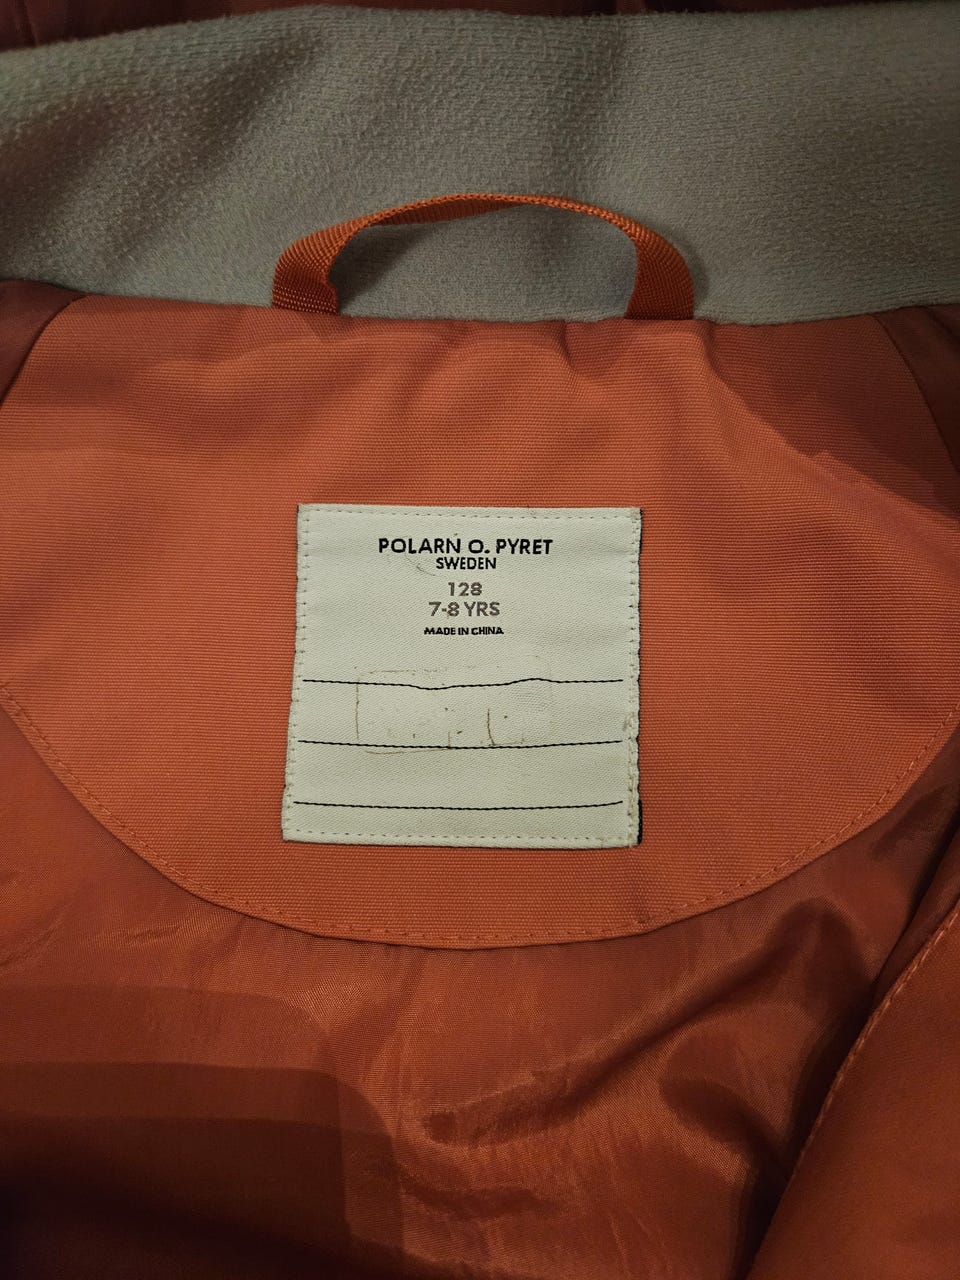 POLARN O. PYRET
SWEDEN
128
7-8 YRS
MADE IN CHINA